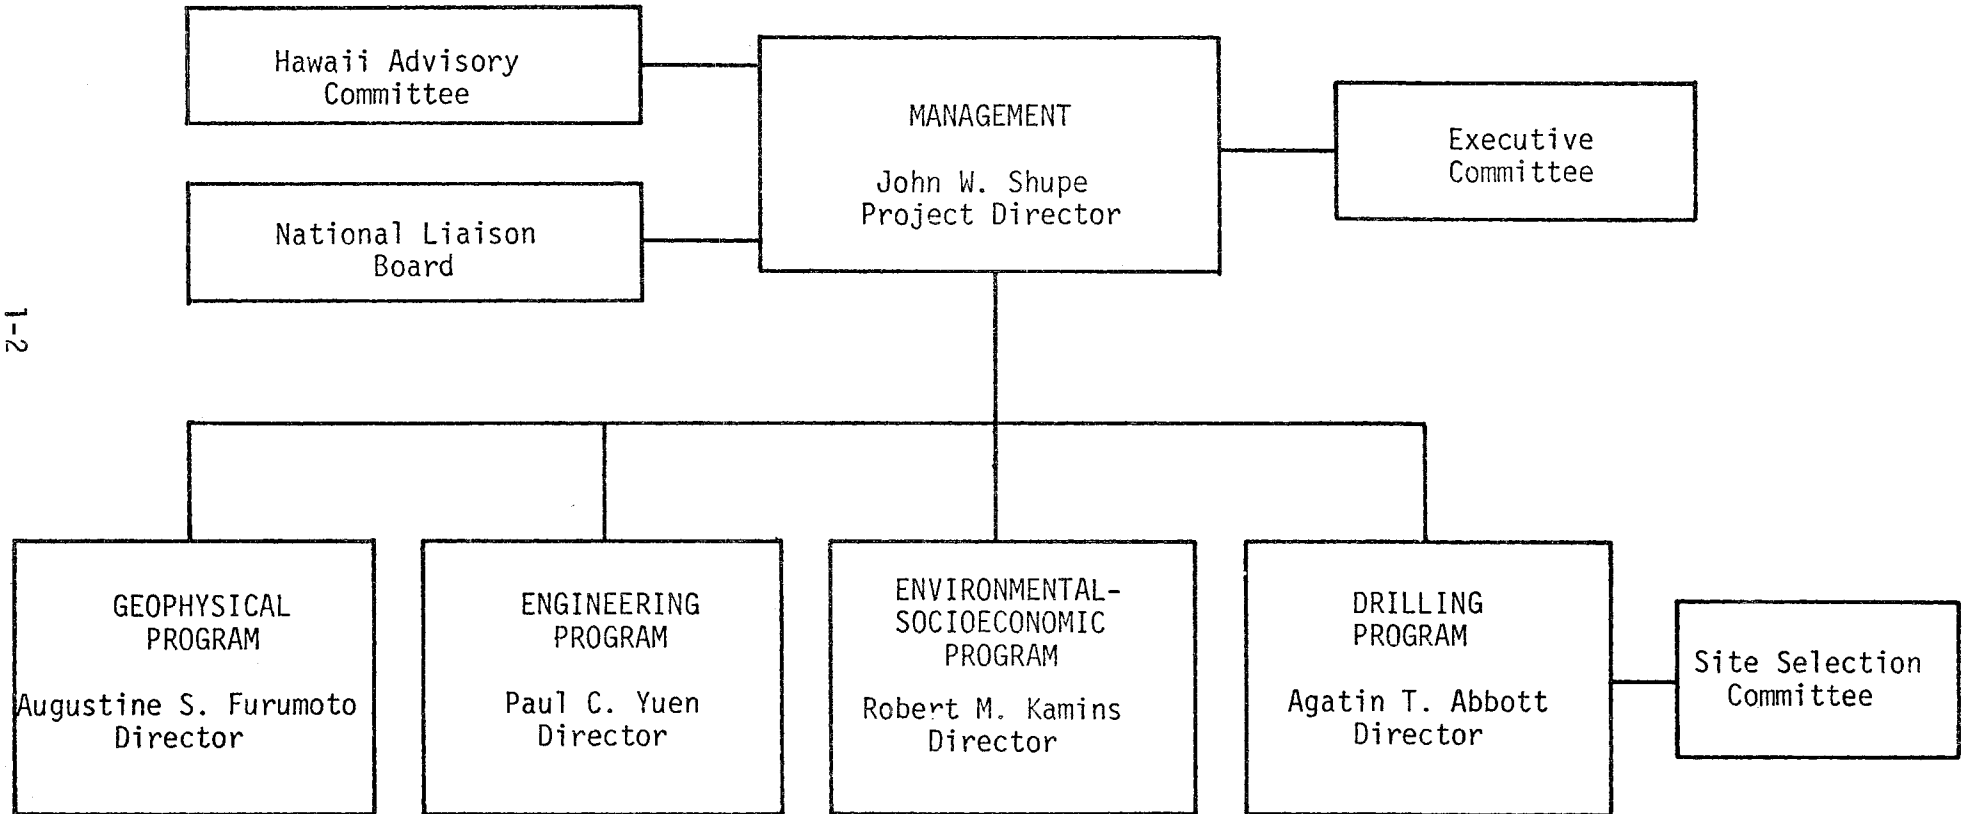 Hawaii Advisory
Committee
National Liaison
Board
MANAGEMENT
John W. Shupe
Project Director
Executive
Committee
1-2
GEOPHYSICAL
PROGRAM
Augustine S. Furumoto
Director
ENGINEERING
PROGRAM
Paul C. Yuen
Director
ENVIRONMENTAL-
SOCIOECONOMIC
PROGRAM
Robert M. Kamins
Director
DRILLING
PROGRAM
Agatin T. Abbott
Director
Site Selection
Committee